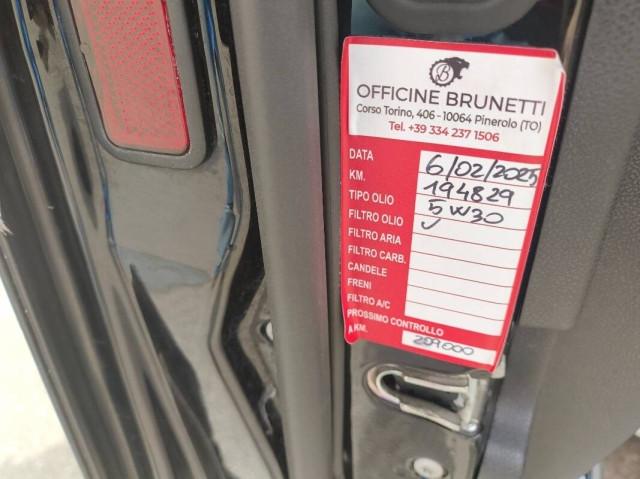 B
OFFICINE BRUNETTI
Corso Torino, 406 - 10064 Pinerolo (TO)
Tel. +39 334 237 1506
DATA 6/02/2025
KM. 194829
TIPO OLIO 5W30
FILTRO OLIO ✓
FILTRO ARIA
FILTRO CARB.
CANDELE
FRENI
FILTRO A/C
PROSSIMO CONTROLLO
A KM. 209000